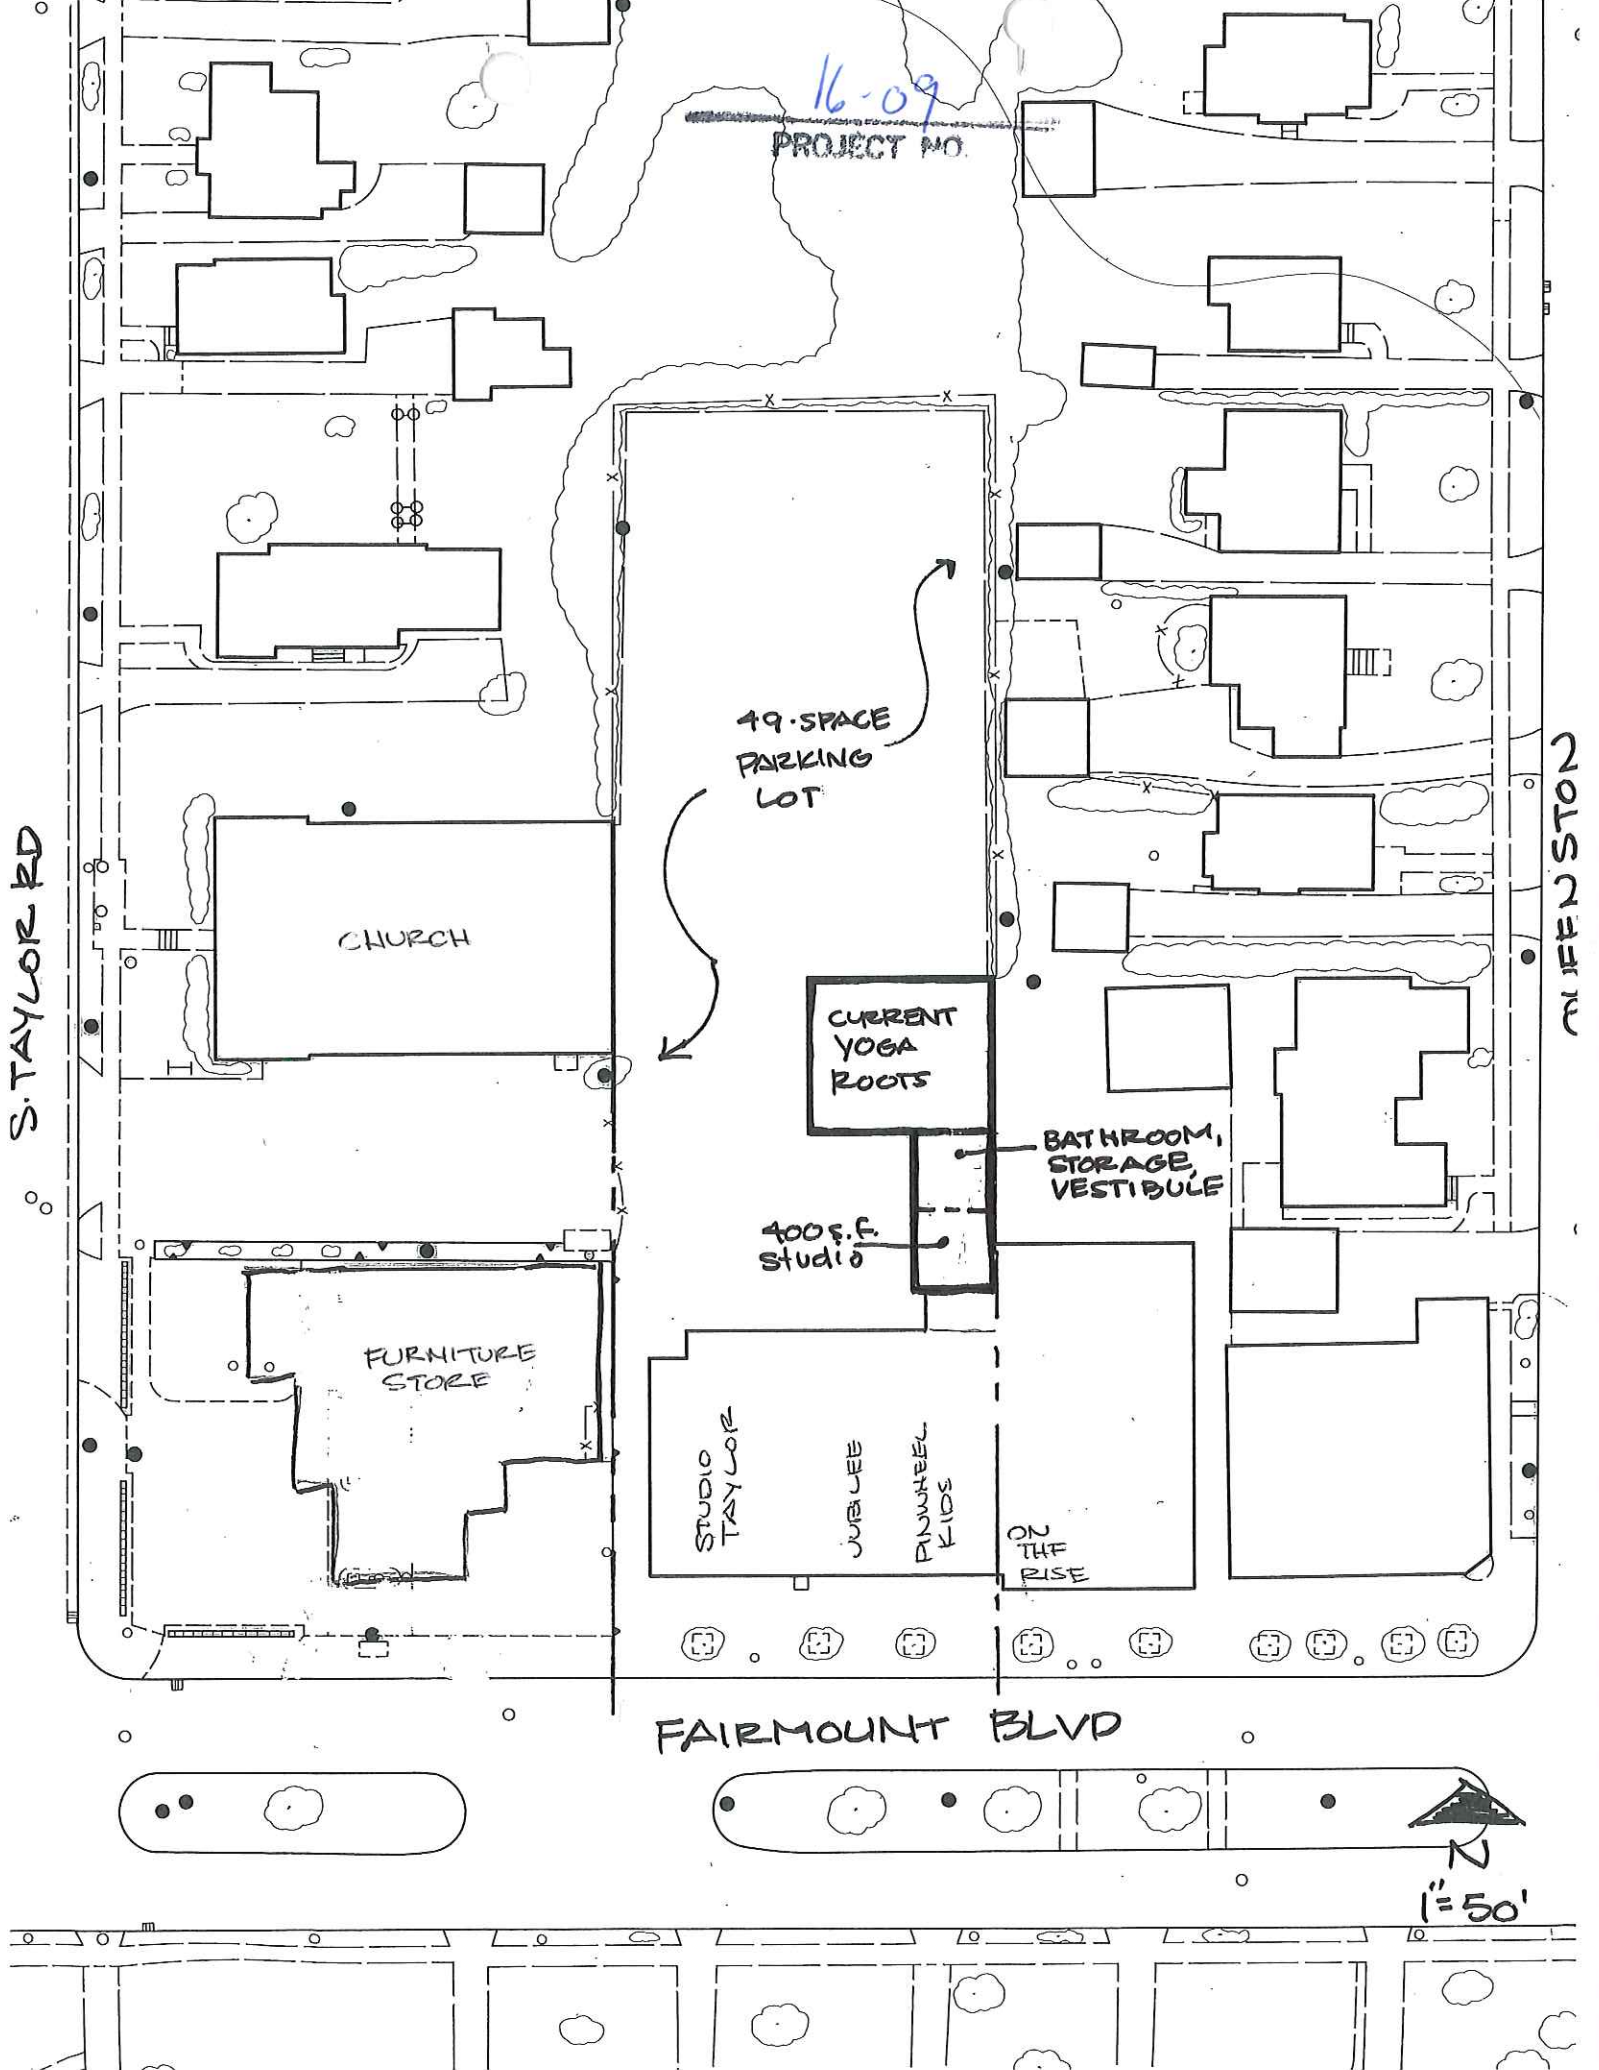 16-09
PROJECT NO.
49-SPACE
PARKING
LOT
S. TAYLOR RD
CHURCH
CURRENT
YOGA
ROOTS
BATHROOM,
STORAGE,
VESTIBULE
400 S.F.
Studio
FURNITURE
STORE
STUDIO
TAYLOR
JUBILEE
PINWHEEL
KIDS
ON
THE
RISE
FAIRMOUNT BLVD
N
1"=50'